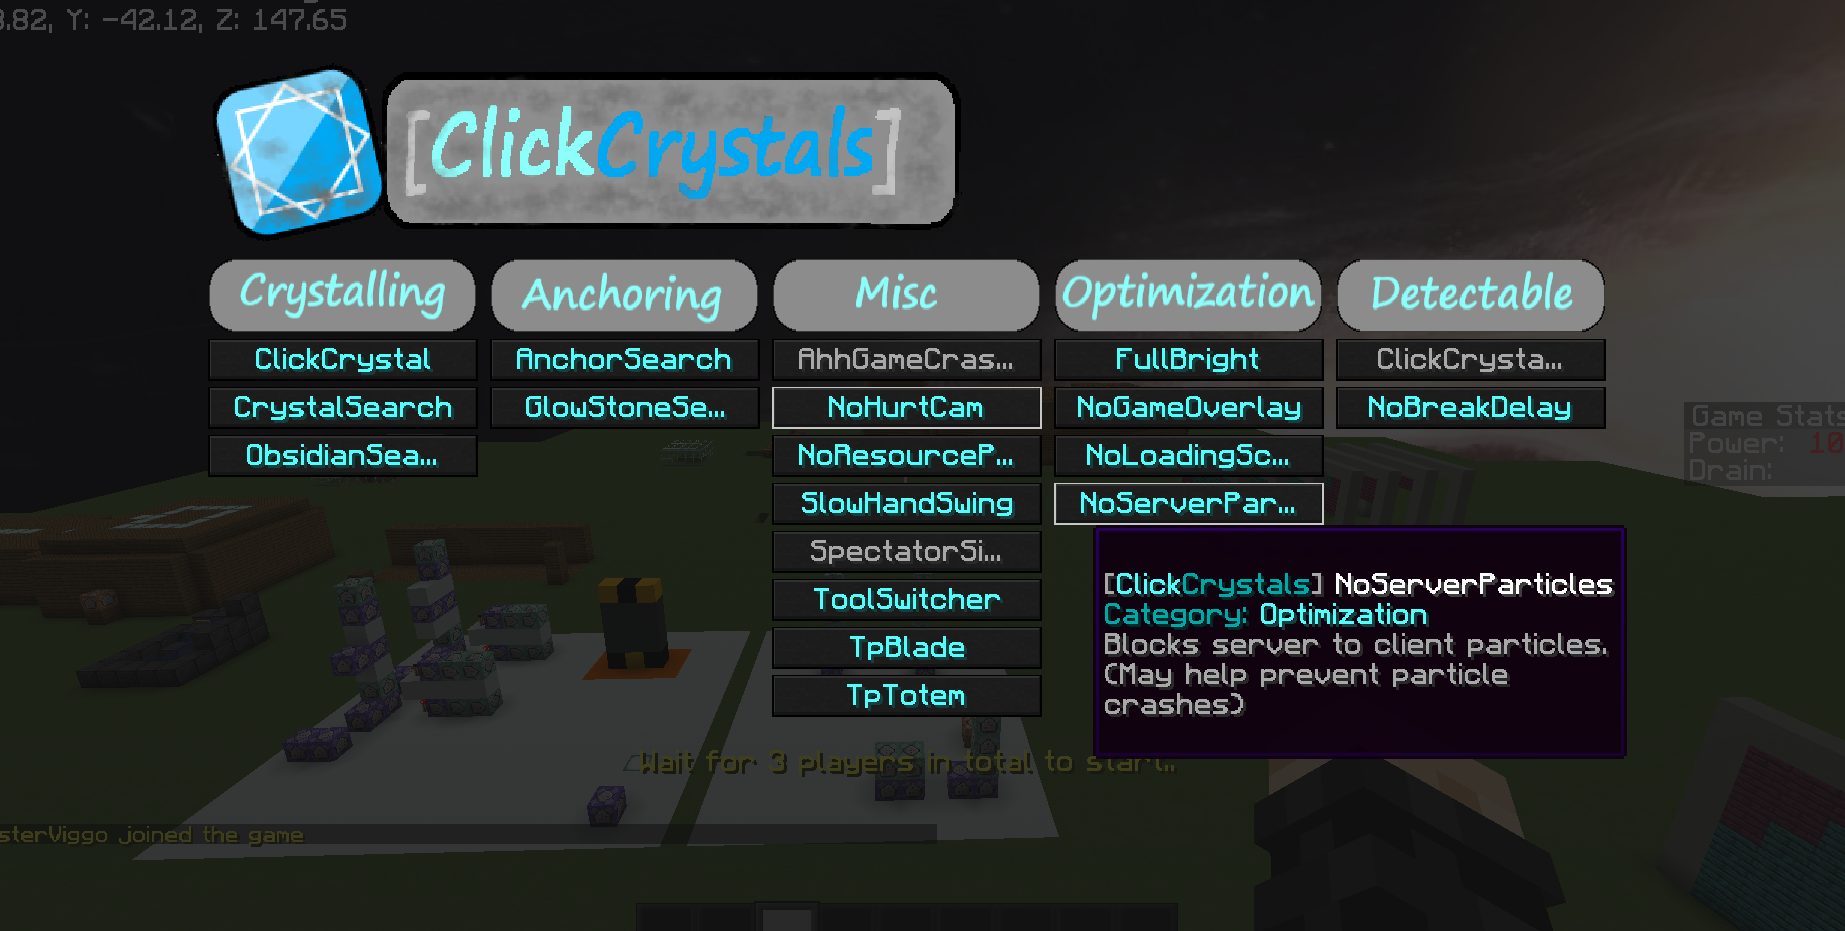 3.82, Y: -42.12, Z: 147.65
[ClickCrystals]
Crystalling
Anchoring
Misc
Optimization
Detectable
ClickCrystal
AnchorSearch
AhhGameCras...
FullBright
ClickCrysta...
CrystalSearch
GlowStoneSe...
NoHurtCam
NoGameOverlay
NoBreakDelay
ObsidianSea...
NoResourceP...
NoLoadingSc...
SlowHandSwing
NoServerPar...
SpectatorSi...
ToolSwitcher
TpBlade
TpTotem
Game Stats
Power: 10
Drain:
[ClickCrystals] NoServerParticles
Category: Optimization
Blocks server to client particles.
(May help prevent particle
crashes)
Wait for 3 players in total to start..
sterViggo joined the game